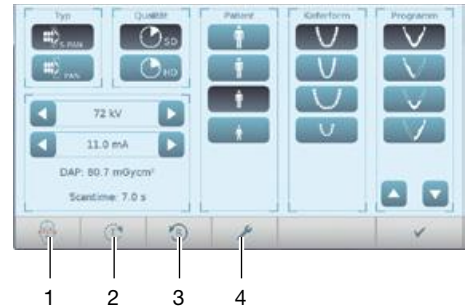 Typ
Qualität
Patient
Kieferform
Programm
S-PAN
SD
PAN
HD
72 kV
11.0 mA
DAP: 80.7 mGycm²
Scantime: 7.0 s
T
R
1
2
3
4